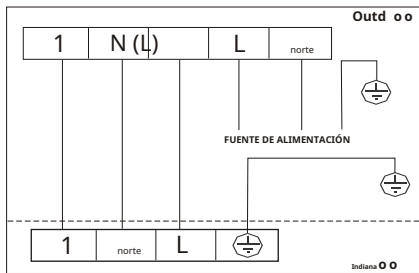 Outd o o
1 N (L) L norte
FUENTE DE ALIMENTACIÓN
1 norte L
Indiana o o